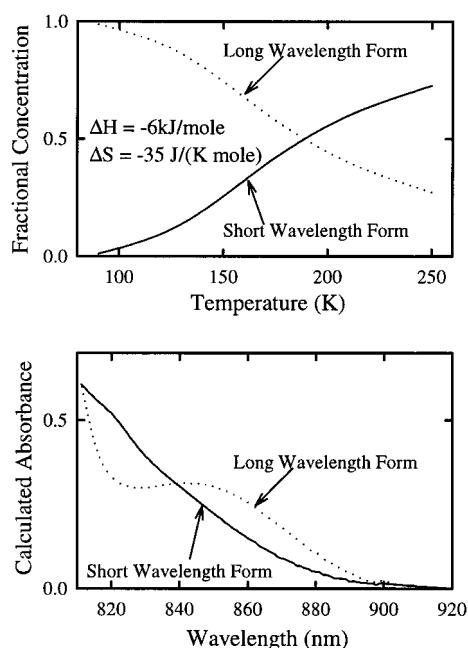 1.0
0.5
0.0
Fractional Concentration
Long Wavelength Form
ΔH = -6kJ/mole
ΔS = -35 J/(K mole)
Short Wavelength Form
100 150 200 250
Temperature (K)
0.5
0.0
Calculated Absorbance
Long Wavelength Form
Short Wavelength Form
820 840 860 880 900 920
Wavelength (nm)